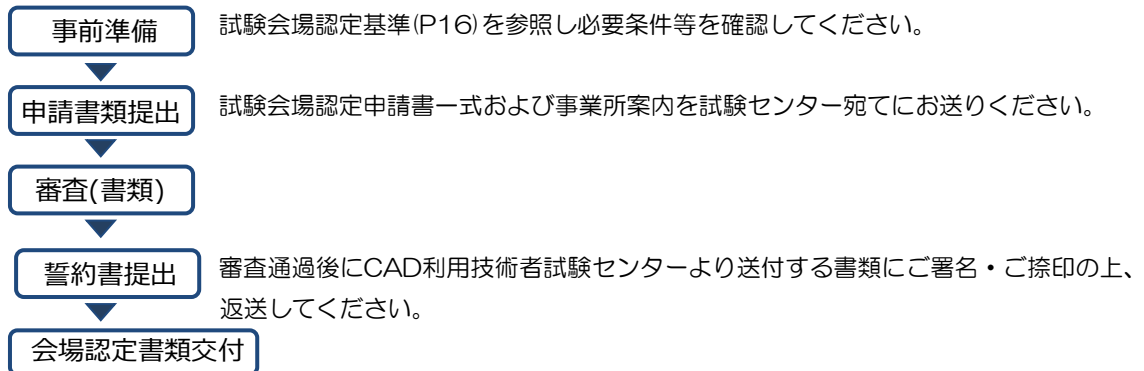 事前準備
試験会場認定基準(P16)を参照し必要条件等を確認してください。
申請書類提出
試験会場認定申請書一式および事業所案内を試験センター宛てにお送りください。
審査(書類)
誓約書提出
審査通過後にCAD利用技術者試験センターより送付する書類にご署名・ご捺印の上、
返送してください。
会場認定書類交付